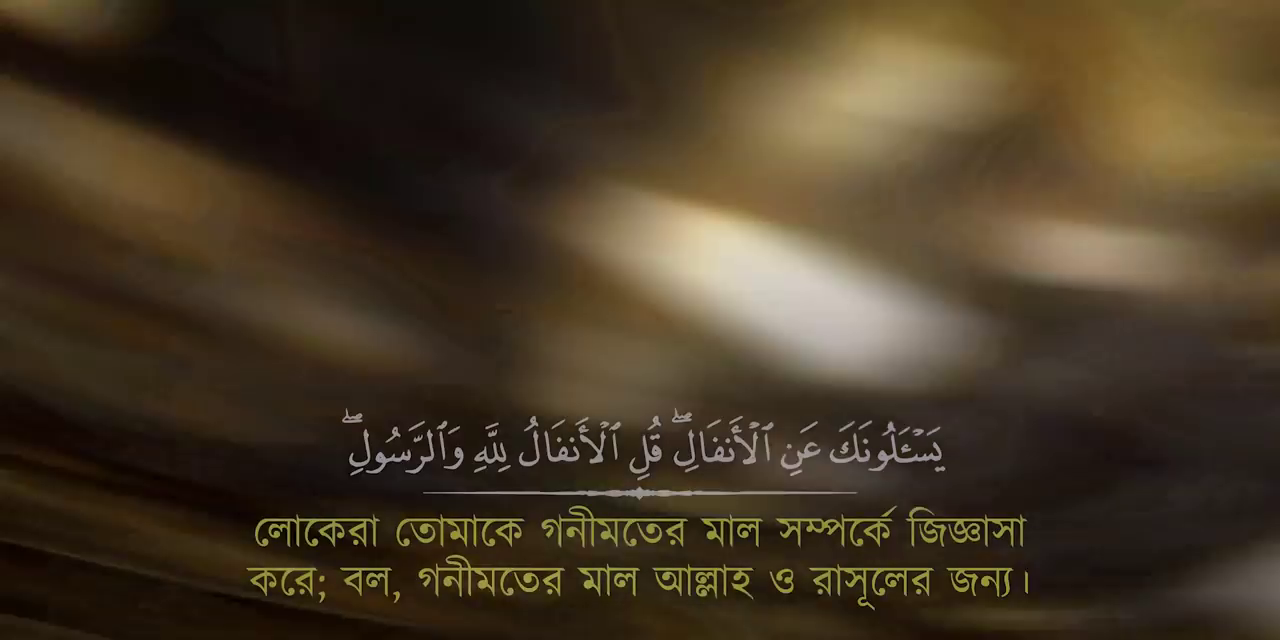 يَسْـَٔلُونَكَ عَنِ ٱلْأَنفَالِۖ قُلِ ٱلْأَنفَالُ لِلَّهِ وَٱلرَّسُولِۖ
লোকেরা তোমাকে গনীমতের মাল সম্পর্কে জিজ্ঞাসা
করে; বল, গনীমতের মাল আল্লাহ ও রাসূলের জন্য।